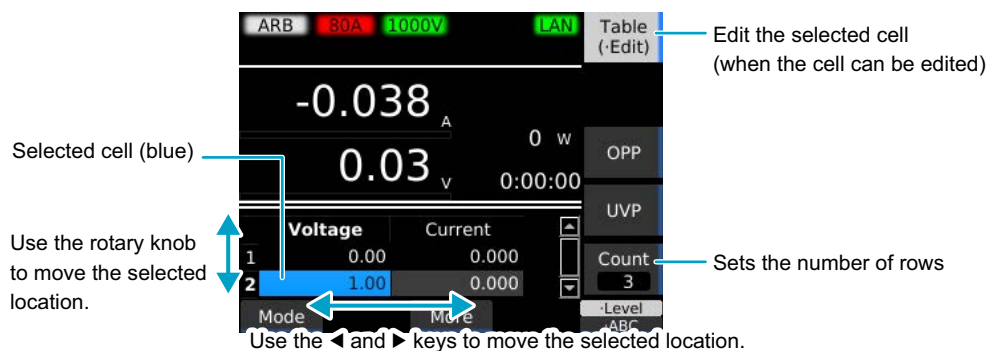 ARB 80A 1000V LAN Table
(·Edit)
Edit the selected cell
(when the cell can be edited)
-0.038 A
Selected cell (blue)
0 W
OPP
0.03 V
0:00:00
UVP
Voltage Current
Use the rotary knob
to move the selected
location.
1 0.00 0.000
Count
3
Sets the number of rows
2 1.00 0.000
Mode More
·Level
·ABC
Use the ◀ and ▶ keys to move the selected location.